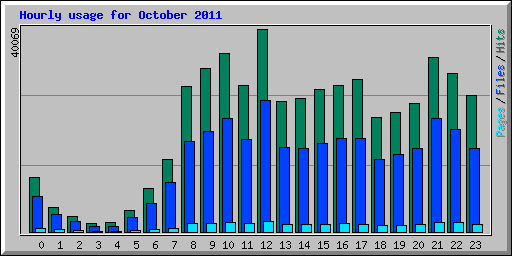 Hourly usage for October 2011
40069
Pages / Files / Hits
0 1 2 3 4 5 6 7 8 9 10 11 12 13 14 15 16 17 18 19 20 21 22 23